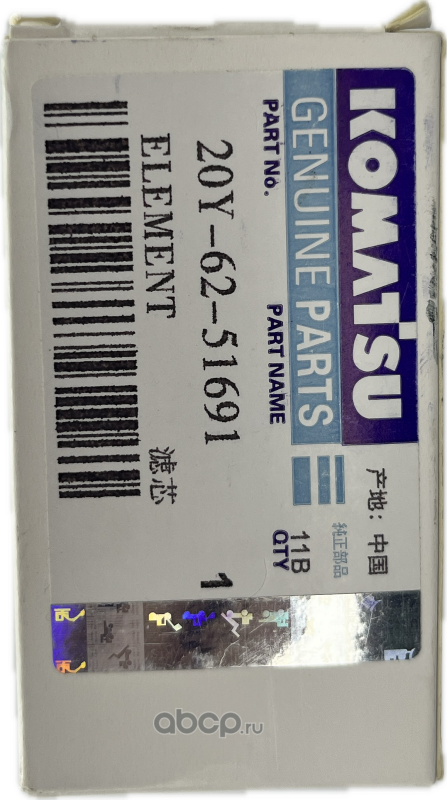 KOMATSU
GENUINE PARTS
純正部品
产地: 中国
PART No.
PART NAME
11B
QTY
20Y-62-51691
1
ELEMENT
滤芯
abcp.ru